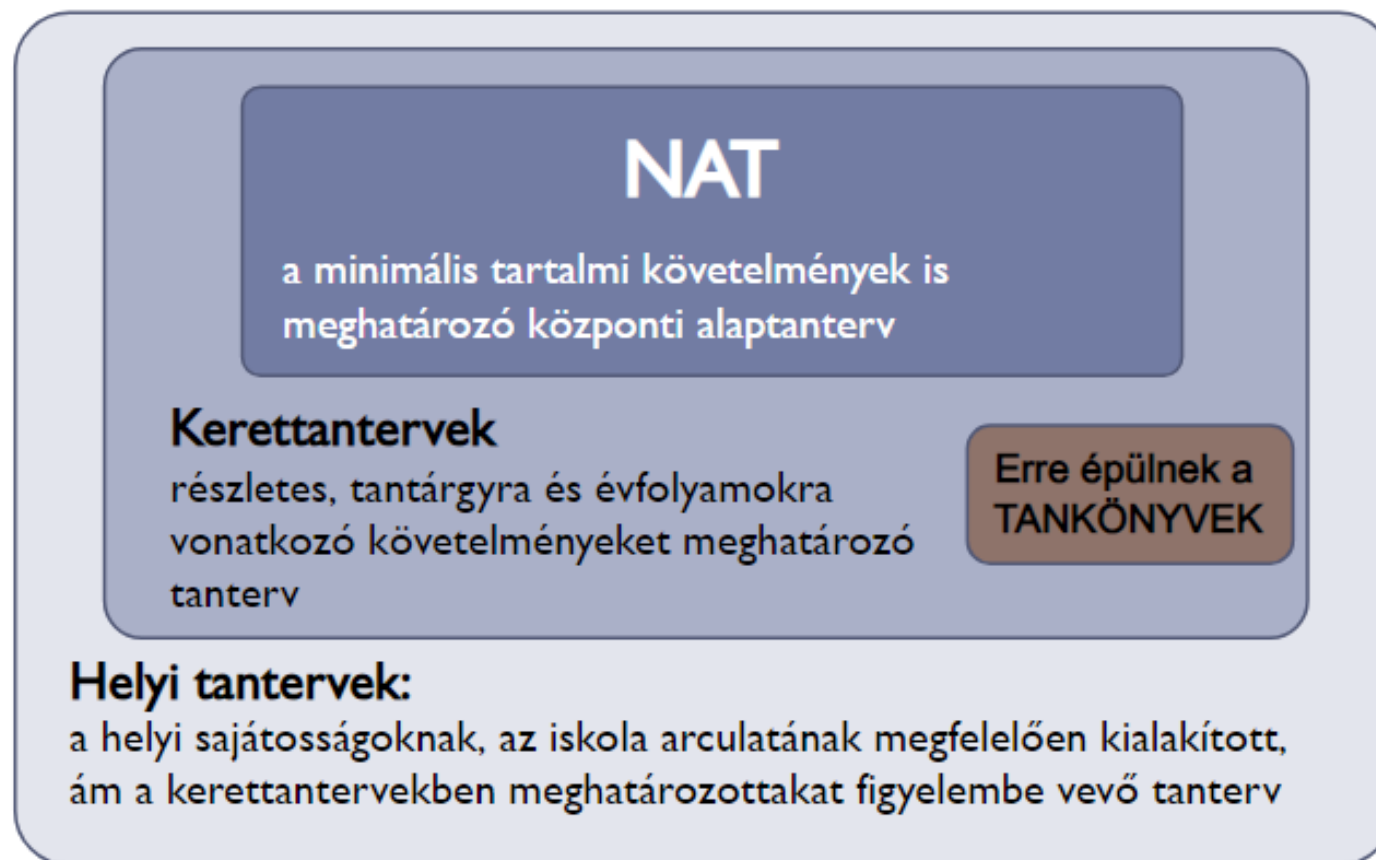 NAT
a minimális tartalmi követelmények is
meghatározó központi alaptanterv
Kerettantervek
részletes, tantárgyra és évfolyamokra
vonatkozó követelményeket meghatározó
tanterv
Erre épülnek a
TANKÖNYVEK
Helyi tantervek:
a helyi sajátosságoknak, az iskola arculatának megfelelően kialakított,
ám a kerettantervekben meghatározottakat figyelembe vevő tanterv